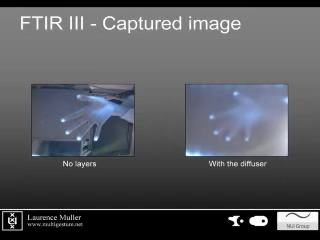 FTIR III - Captured image
No layers
With the diffuser
Laurence Muller
www.multigesture.net
NUI Group